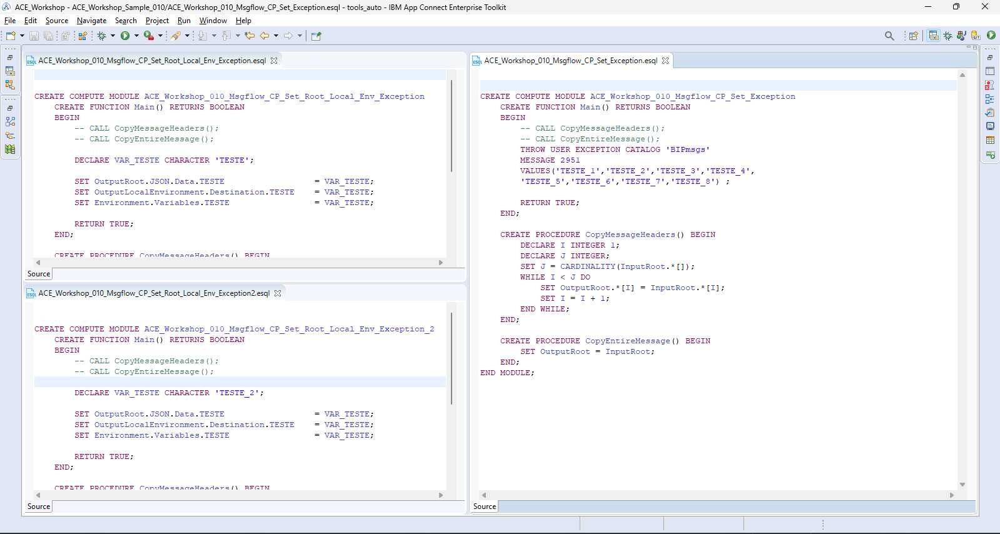 ACE_Workshop - ACE_Workshop_Sample_010/ACE_Workshop_010_Msgflow_CP_Set_Exception.esql - tools_auto - IBM App Connect Enterprise Toolkit
File Edit Source Navigate Search Project Run Window Help
ACE_Workshop_010_Msgflow_CP_Set_Root_Local_Env_Exception.esql
CREATE COMPUTE MODULE ACE_Workshop_010_Msgflow_CP_Set_Root_Local_Env_Exception
CREATE FUNCTION Main() RETURNS BOOLEAN
BEGIN
-- CALL CopyMessageHeaders();
-- CALL CopyEntireMessage();
DECLARE VAR_TESTE CHARACTER 'TESTE';
SET OutputRoot.JSON.Data.TESTE = VAR_TESTE;
SET OutputLocalEnvironment.Destination.TESTE = VAR_TESTE;
SET Environment.Variables.TESTE = VAR_TESTE;
RETURN TRUE;
END;
CREATE PROCEDURE CopyMessageHeaders() BEGIN
Source
ACE_Workshop_010_Msgflow_CP_Set_Root_Local_Env_Exception2.esql
CREATE COMPUTE MODULE ACE_Workshop_010_Msgflow_CP_Set_Root_Local_Env_Exception_2
CREATE FUNCTION Main() RETURNS BOOLEAN
BEGIN
-- CALL CopyMessageHeaders();
-- CALL CopyEntireMessage();
DECLARE VAR_TESTE CHARACTER 'TESTE_2';
SET OutputRoot.JSON.Data.TESTE = VAR_TESTE;
SET OutputLocalEnvironment.Destination.TESTE = VAR_TESTE;
SET Environment.Variables.TESTE = VAR_TESTE;
RETURN TRUE;
END;
CREATE PROCEDURE CopyMessageHeaders() BEGIN
Source
ACE_Workshop_010_Msgflow_CP_Set_Exception.esql
CREATE COMPUTE MODULE ACE_Workshop_010_Msgflow_CP_Set_Exception
CREATE FUNCTION Main() RETURNS BOOLEAN
BEGIN
-- CALL CopyMessageHeaders();
-- CALL CopyEntireMessage();
THROW USER EXCEPTION CATALOG 'BIPmsgs'
MESSAGE 2951
VALUES('TESTE_1','TESTE_2','TESTE_3','TESTE_4',
'TESTE_5','TESTE_6','TESTE_7','TESTE_8') ;
RETURN TRUE;
END;
CREATE PROCEDURE CopyMessageHeaders() BEGIN
DECLARE I INTEGER 1;
DECLARE J INTEGER;
SET J = CARDINALITY(InputRoot.*[]);
WHILE I < J DO
SET OutputRoot.*[I] = InputRoot.*[I];
SET I = I + 1;
END WHILE;
END;
CREATE PROCEDURE CopyEntireMessage() BEGIN
SET OutputRoot = InputRoot;
END;
END MODULE;
Source